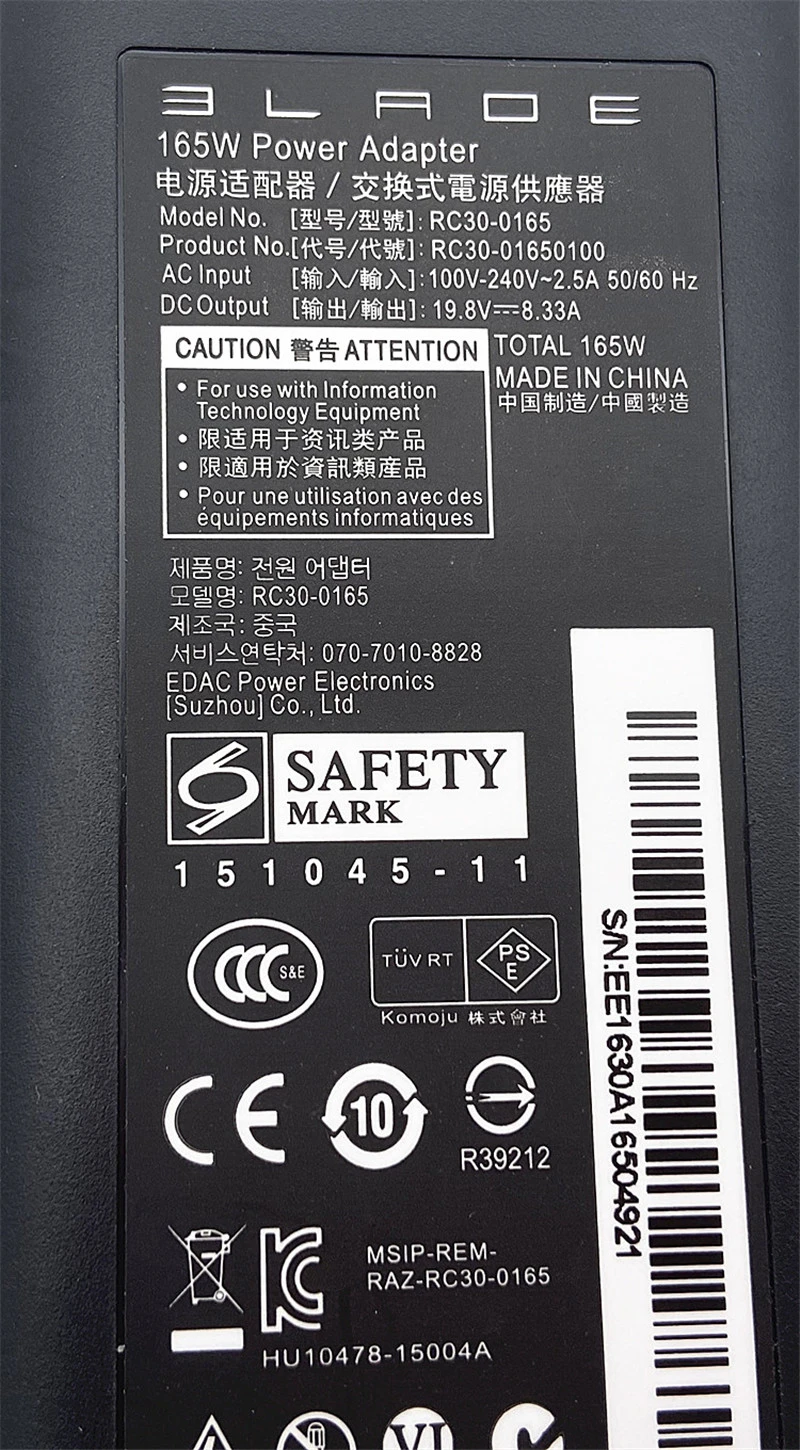 BLADE
165W Power Adapter
电源适配器 / 交換式電源供應器
Model No. [型号/型號]: RC30-0165
Product No.[代号/代號]: RC30-01650100
AC Input [输入/輸入]: 100V-240V~2.5A 50/60 Hz
DC Output [输出/輸出]: 19.8V⎓8.33A
TOTAL 165W
MADE IN CHINA
中国制造/中國製造
CAUTION 警告 ATTENTION
• For use with Information
Technology Equipment
• 限适用于资讯类产品
• 限適用於資訊類産品
• Pour une utilisation avec des
équipements informatiques
제품명: 전원 어댑터
모델명: RC30-0165
제조국: 중국
서비스연락처: 070-7010-8828
EDAC Power Electronics
[Suzhou] Co., Ltd.
SAFETY
MARK
151045-11
CCC S&E
TÜV RT
PS
E
Komoju 株式會社
CE
10
R39212
MSIP-REM-
RAZ-RC30-0165
HU10478-15004A
VI
S/N:EE1630A16504921